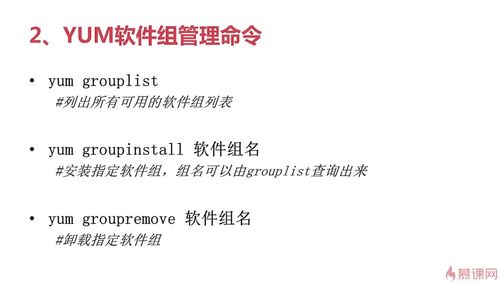 2、YUM软件组管理命令
• yum grouplist
#列出所有可用的软件组列表
• yum groupinstall 软件组名
#安装指定软件组，组名可以由grouplist查询出来
• yum groupremove 软件组名
#卸载指定软件组
慕课网